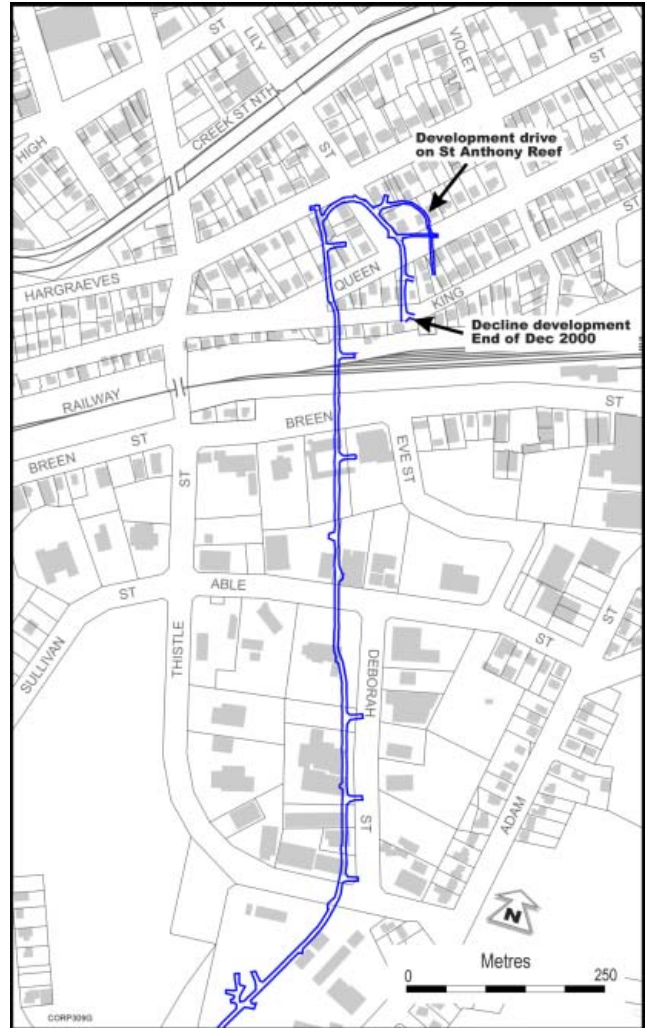 ST
LILY
VIOLET
CREEK ST NTH
HIGH
ST
ST
Development drive
on St Anthony Reef
ST
HARGRAEVES
QUEEN
KING
Decline development
End of Dec 2000
RAILWAY
BREEN
ST
ST
BREEN
ST
EVE ST
ABLE
ST
ST
ST
SULLIVAN
THISTLE
DEBORAH
ADAM
ST
N
Metres
0
250
CORP309G